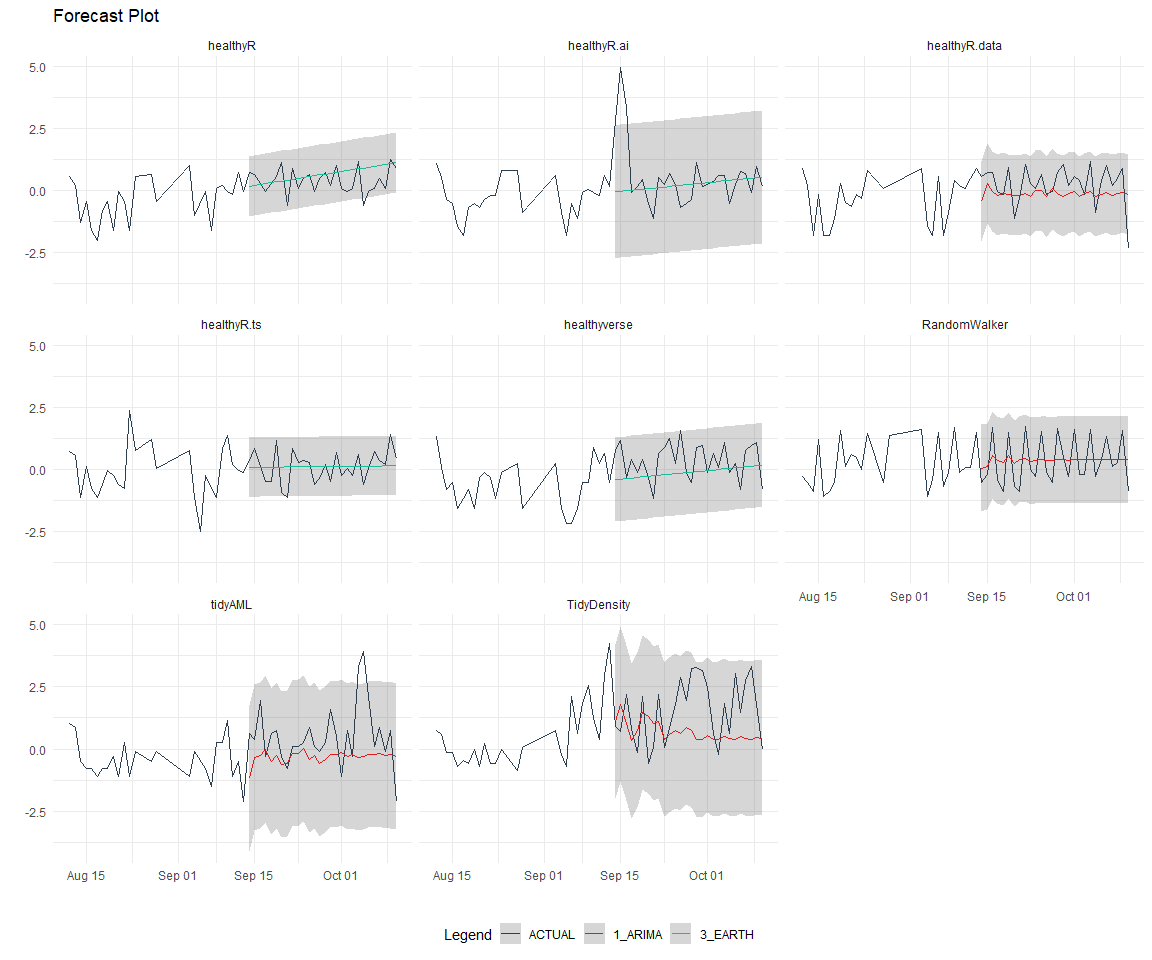 Forecast Plot
healthyR healthyR.ai healthyR.data
5.0
2.5
0.0
-2.5
healthyR.ts healthyverse RandomWalker
5.0
2.5
0.0
-2.5
Aug 15 Sep 01 Sep 15 Oct 01
tidyAML TidyDensity
5.0
2.5
0.0
-2.5
Aug 15 Sep 01 Sep 15 Oct 01 Aug 15 Sep 01 Sep 15 Oct 01
Legend ACTUAL 1_ARIMA 3_EARTH